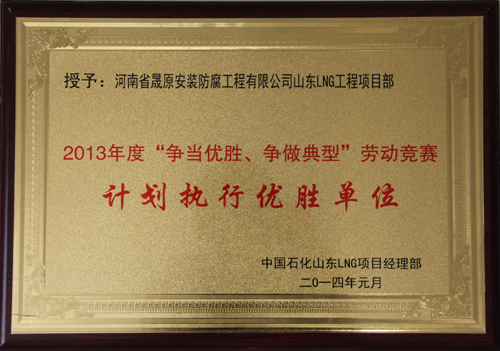 授予：河南省晟原安装防腐工程有限公司山东LNG工程项目部
2013年度“争当优胜、争做典型”劳动竞赛
计划执行优胜单位
中国石化山东LNG项目经理部
二0一四年元月